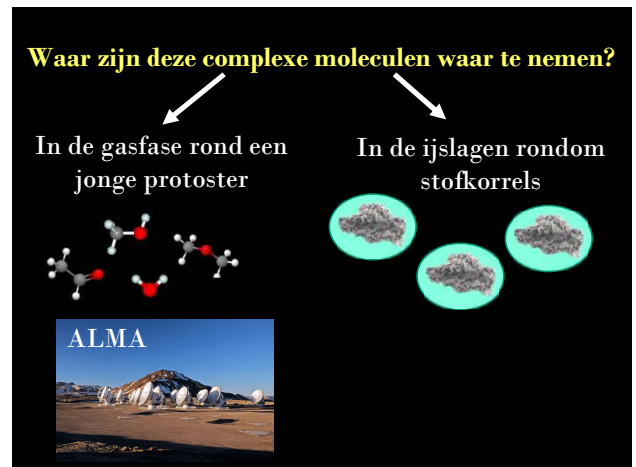 Waar zijn deze complexe moleculen waar te nemen?
In de gasfase rond een
jonge protoster
In de ijslagen rondom
stofkorrels
ALMA